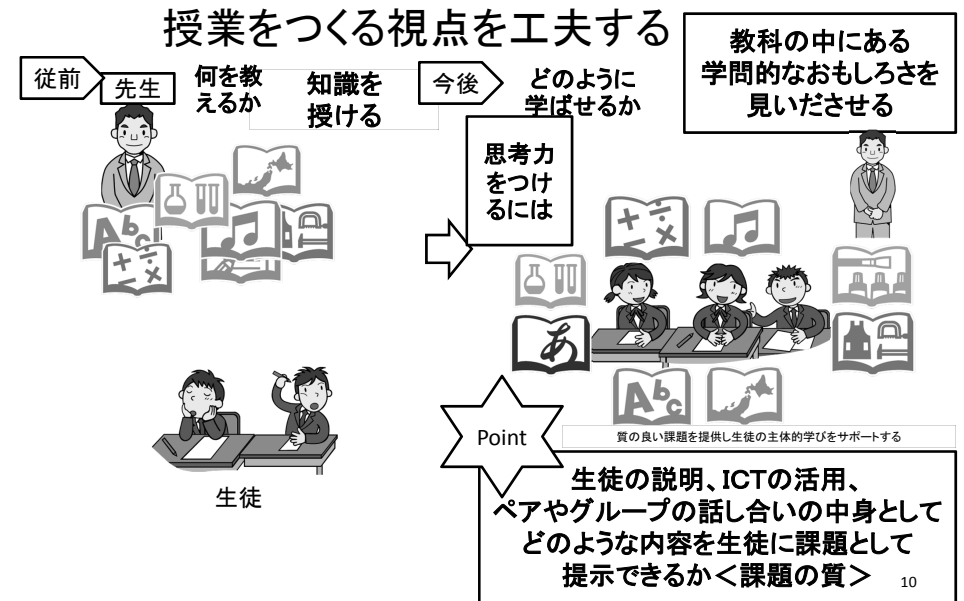 授業をつくる視点を工夫する
従前
先生
何を教
えるか
知識を
授ける
今後
どのように
学ばせるか
教科の中にある
学問的なおもしろさを
見いださせる
思考力
をつけ
るには
Abc
+÷×
+÷×
あ
Abc
生徒
Point
質の良い課題を提供し生徒の主体的学びをサポートする
生徒の説明、ICTの活用、
ペアやグループの話し合いの中身として
どのような内容を生徒に課題として
提示できるか＜課題の質＞
10